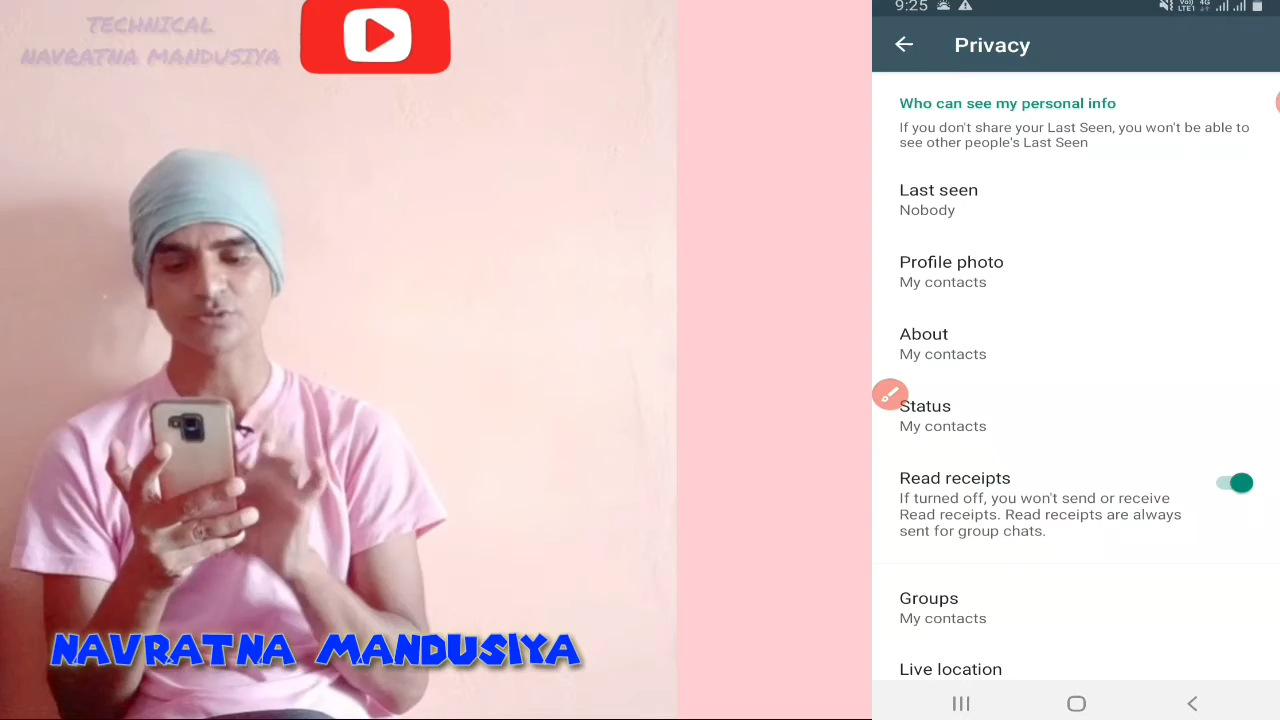 TECHNICAL
NAVRATNA MANDUSIYA
NAVRATNA MANDUSIYA
9:25
Privacy
Who can see my personal info
If you don't share your Last Seen, you won't be able to
see other people's Last Seen
Last seen
Nobody
Profile photo
My contacts
About
My contacts
Status
My contacts
Read receipts
If turned off, you won't send or receive
Read receipts. Read receipts are always
sent for group chats.
Groups
My contacts
Live location